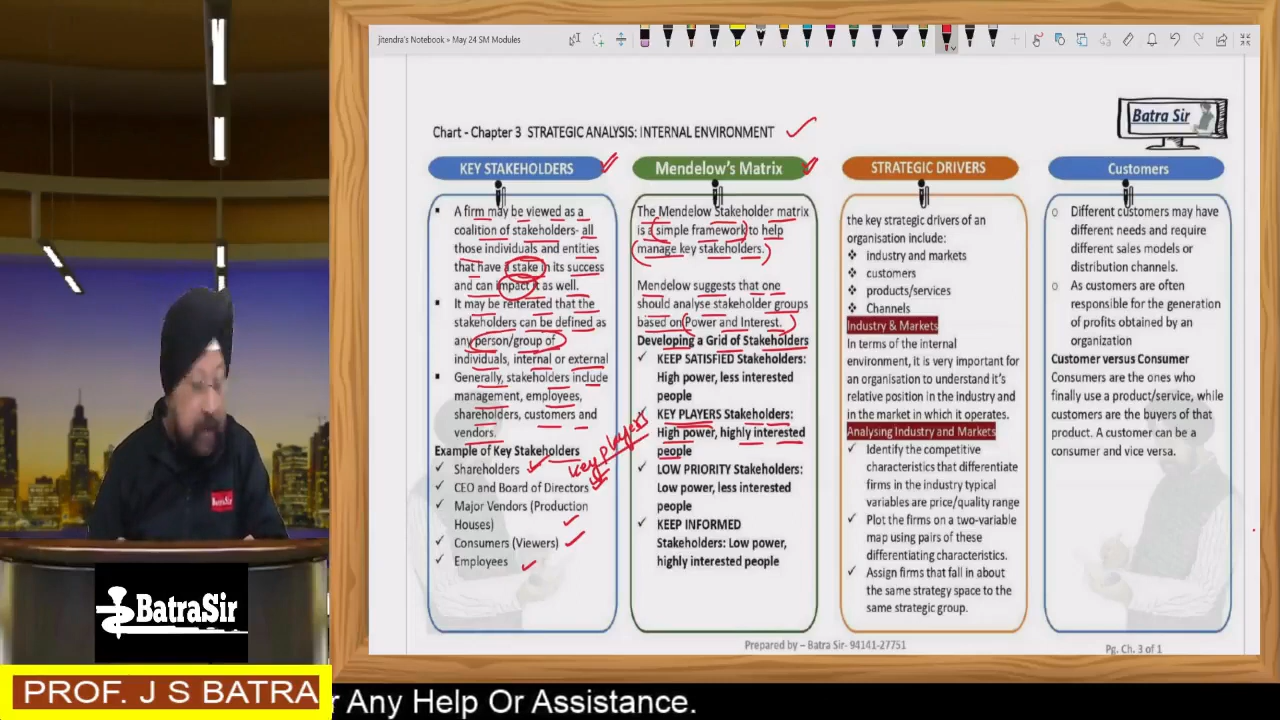 jitendra's Notebook » May 24 SM Modules
Batra Sir
Chart - Chapter 3 STRATEGIC ANALYSIS: INTERNAL ENVIRONMENT
KEY STAKEHOLDERS
A firm may be viewed as a
coalition of stakeholders- all
those individuals and entities
that have a stake in its success
and can impact it as well.
It may be reiterated that the
stakeholders can be defined as
any person/group of
individuals, internal or external
Generally, stakeholders include
management, employees,
shareholders, customers and
vendors.
Example of Key Stakeholders
Shareholders
CEO and Board of Directors
Major Vendors (Production
Houses)
Consumers (Viewers)
Employees
key players
Mendelow's Matrix
The Mendelow Stakeholder matrix
is a simple framework to help
manage key stakeholders.
Mendelow suggests that one
should analyse stakeholder groups
based on Power and Interest.
Developing a Grid of Stakeholders
KEEP SATISFIED Stakeholders:
High power, less interested
people
KEY PLAYERS Stakeholders:
High power, highly interested
people
LOW PRIORITY Stakeholders:
Low power, less interested
people
KEEP INFORMED
Stakeholders: Low power,
highly interested people
STRATEGIC DRIVERS
the key strategic drivers of an
organisation include:
industry and markets
customers
products/services
Channels
Industry & Markets
In terms of the internal
environment, it is very important for
an organisation to understand it's
relative position in the industry and
in the market in which it operates.
Analysing Industry and Markets
Identify the competitive
characteristics that differentiate
firms in the industry typical
variables are price/quality range
Plot the firms on a two-variable
map using pairs of these
differentiating characteristics.
Assign firms that fall in about
the same strategy space to the
same strategic group.
Customers
Different customers may have
different needs and require
different sales models or
distribution channels.
As customers are often
responsible for the generation
of profits obtained by an
organization
Customer versus Consumer
Consumers are the ones who
finally use a product/service, while
customers are the buyers of that
product. A customer can be a
consumer and vice versa.
Prepared by – Batra Sir- 94141-27751
Pg. Ch. 3 of 1
BatraSir
PROF. J S BATRA
r Any Help Or Assistance.